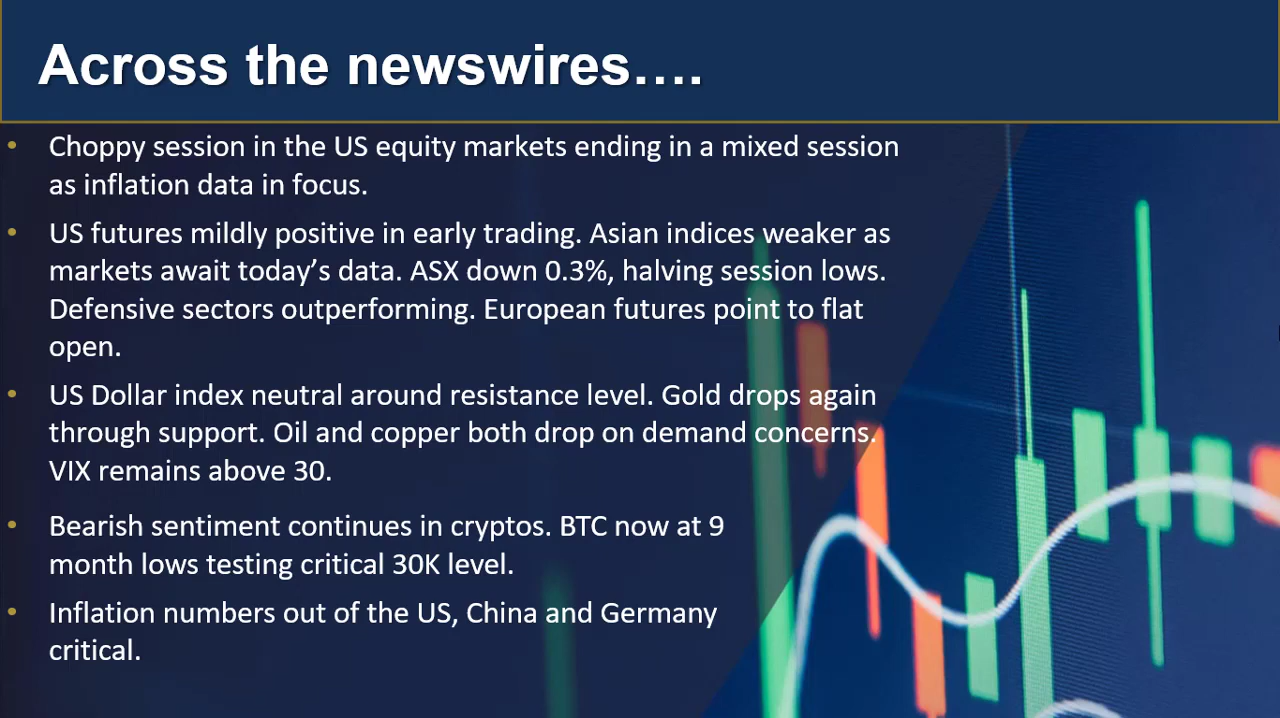 Across the newswires....
• Choppy session in the US equity markets ending in a mixed session
as inflation data in focus.
• US futures mildly positive in early trading. Asian indices weaker as
markets await today’s data. ASX down 0.3%, halving session lows.
Defensive sectors outperforming. European futures point to flat
open.
• US Dollar index neutral around resistance level. Gold drops again
through support. Oil and copper both drop on demand concerns.
VIX remains above 30.
• Bearish sentiment continues in cryptos. BTC now at 9
month lows testing critical 30K level.
• Inflation numbers out of the US, China and Germany
critical.